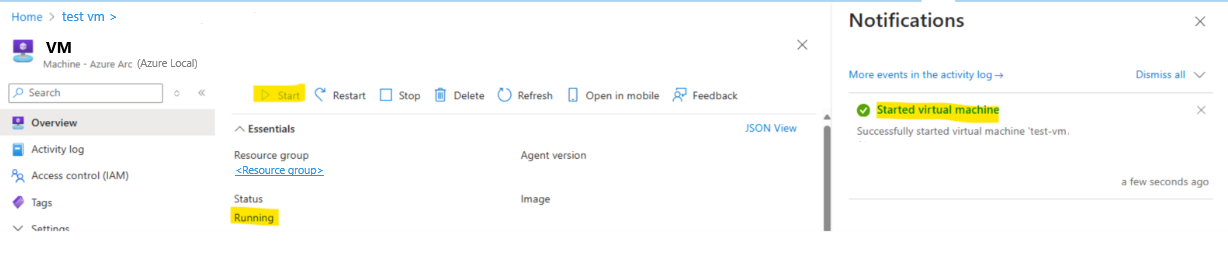 Home > test vm >
VM
Machine - Azure Arc (Azure Local)
Search
Overview
Activity log
Access control (IAM)
Tags
Settings
Start Restart Stop Delete Refresh Open in mobile Feedback
Essentials JSON View
Resource group Agent version
<Resource group>
Status Image
Running
Notifications
More events in the activity log → Dismiss all
Started virtual machine
Successfully started virtual machine 'test-vm.
a few seconds ago